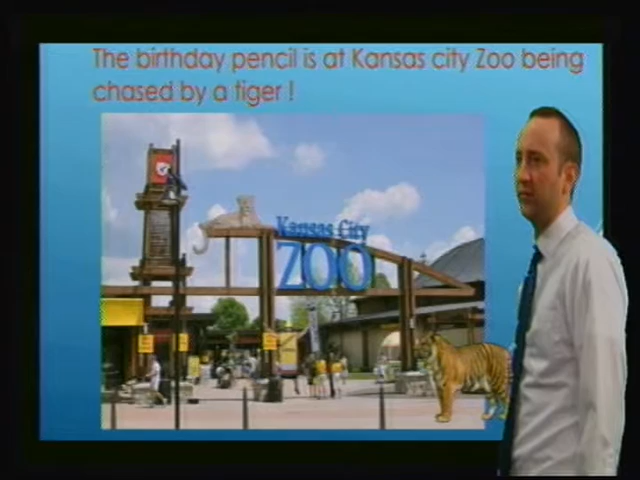 The birthday pencil is at Kansas city Zoo being
chased by a tiger !
Kansas City
ZOO